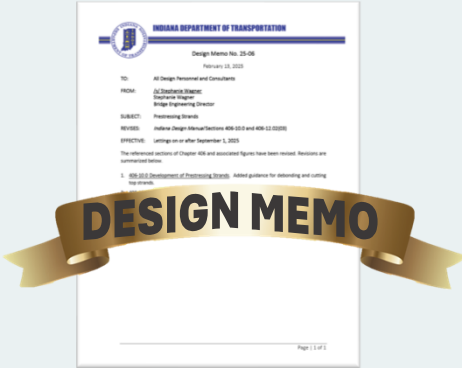 INDIANA DEPARTMENT OF TRANSPORTATION
Design Memo No. 25-06
February 10, 2025
TO: All Design Personnel and Consultants
FROM: /s/ Stephanie Wagner
Stephanie Wagner
Bridge Engineering Director
SUBJECT: Prestressing Strands
REVISES: Indiana Design Manual Sections 406-10.0 and 406-12.02(03)
EFFECTIVE: Lettings on or after September 1, 2025
The referenced sections of Chapter 406 and associated figures have been revised. Revisions are
summarized below.
1. 406-10.0 Development of Prestressing Strands. Added guidance for debonding and cutting
top strands.
DESIGN MEMO
Page | 1 of 1